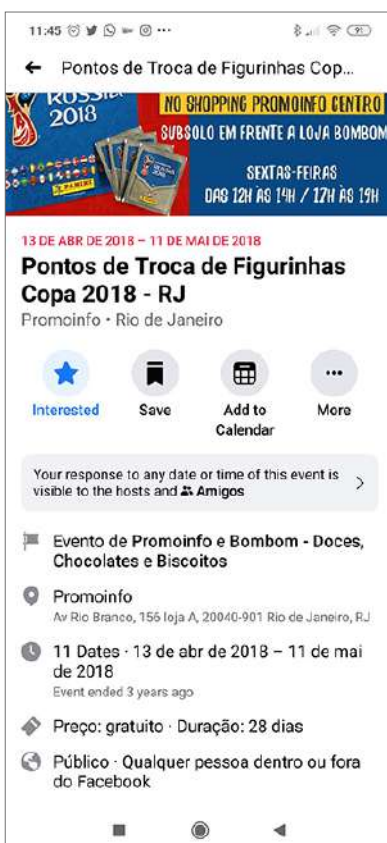 11:45
91
Pontos de Troca de Figurinhas Cop...
RUSSIA
2018
NO SHOPPING PROMOINFO CENTRO
SUBSOLO EM FRENTE A LOJA BOMBOM
SEXTAS-FEIRAS
DAS 12H ÀS 14H / 17H ÀS 19H
PANINI
13 DE ABR DE 2018 – 11 DE MAI DE 2018
Pontos de Troca de Figurinhas
Copa 2018 - RJ
Promoinfo · Rio de Janeiro
Interested
Save
Add to
Calendar
More
Your response to any date or time of this event is
visible to the hosts and Amigos
Evento de Promoinfo e Bombom - Doces,
Chocolates e Biscoitos
Promoinfo
Av Rio Branco, 156 loja A, 20040-901 Rio de Janeiro, RJ
11 Dates · 13 de abr de 2018 – 11 de mai
de 2018
Event ended 3 years ago
Preço: gratuito · Duração: 28 dias
Público · Qualquer pessoa dentro ou fora
do Facebook